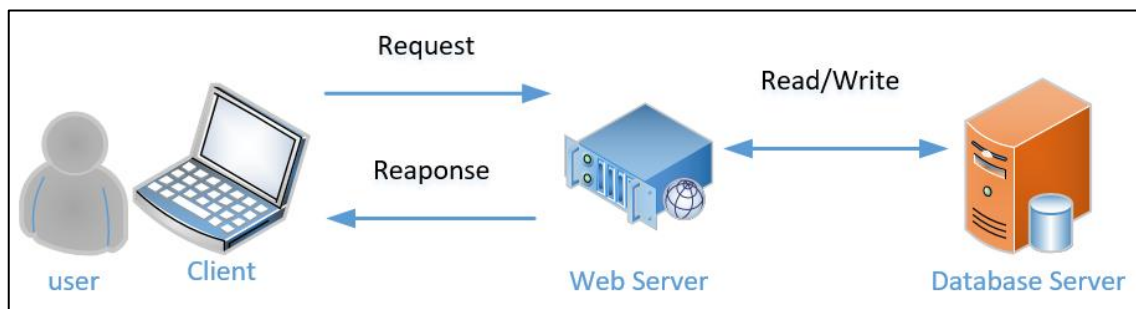 Request
Read/Write
Reaponse
user
Client
Web Server
Database Server